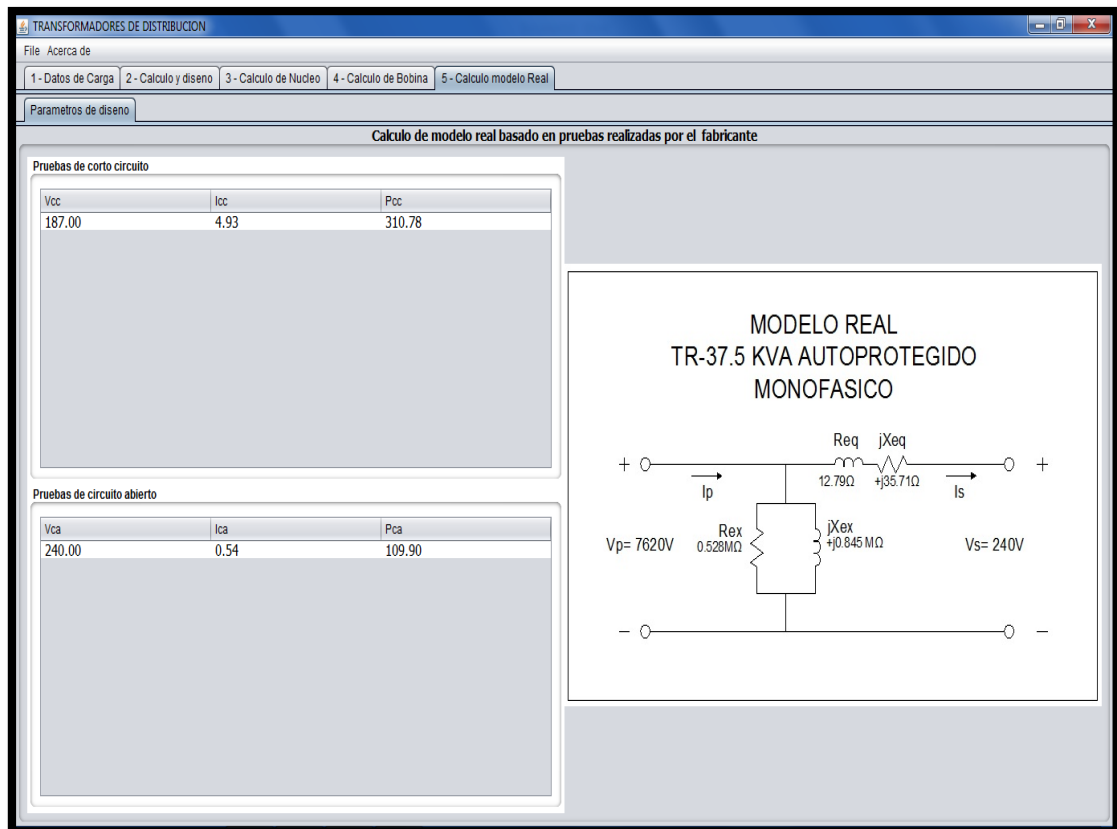 TRANSFORMADORES DE DISTRIBUCION
File Acerca de
1 - Datos de Carga 2 - Calculo y diseno 3 - Calculo de Nucleo 4 - Calculo de Bobina 5 - Calculo modelo Real
Parametros de diseno
Calculo de modelo real basado en pruebas realizadas por el fabricante
Pruebas de corto circuito
Vcc Icc Pcc
187.00 4.93 310.78
Pruebas de circuito abierto
Vca Ica Pca
240.00 0.54 109.90
MODELO REAL
TR-37.5 KVA AUTOPROTEGIDO
MONOFASICO
Req jXeq
+ +
12.79Ω +j35.71Ω
Ip Is
Rex jXex
0.528MΩ +j0.845 MΩ
Vp= 7620V Vs= 240V
− −